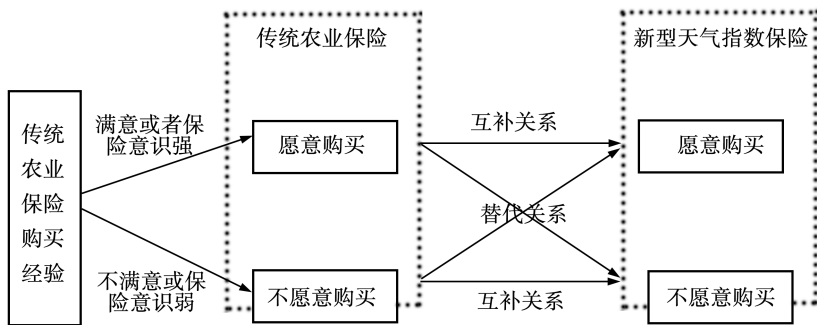 传统农业保险
新型天气指数保险
传统
农业
保险
购买
经验
满意或者保
险意识强
不满意或保
险意识弱
愿意购买
不愿意购买
互补关系
替代关系
互补关系
愿意购买
不愿意购买